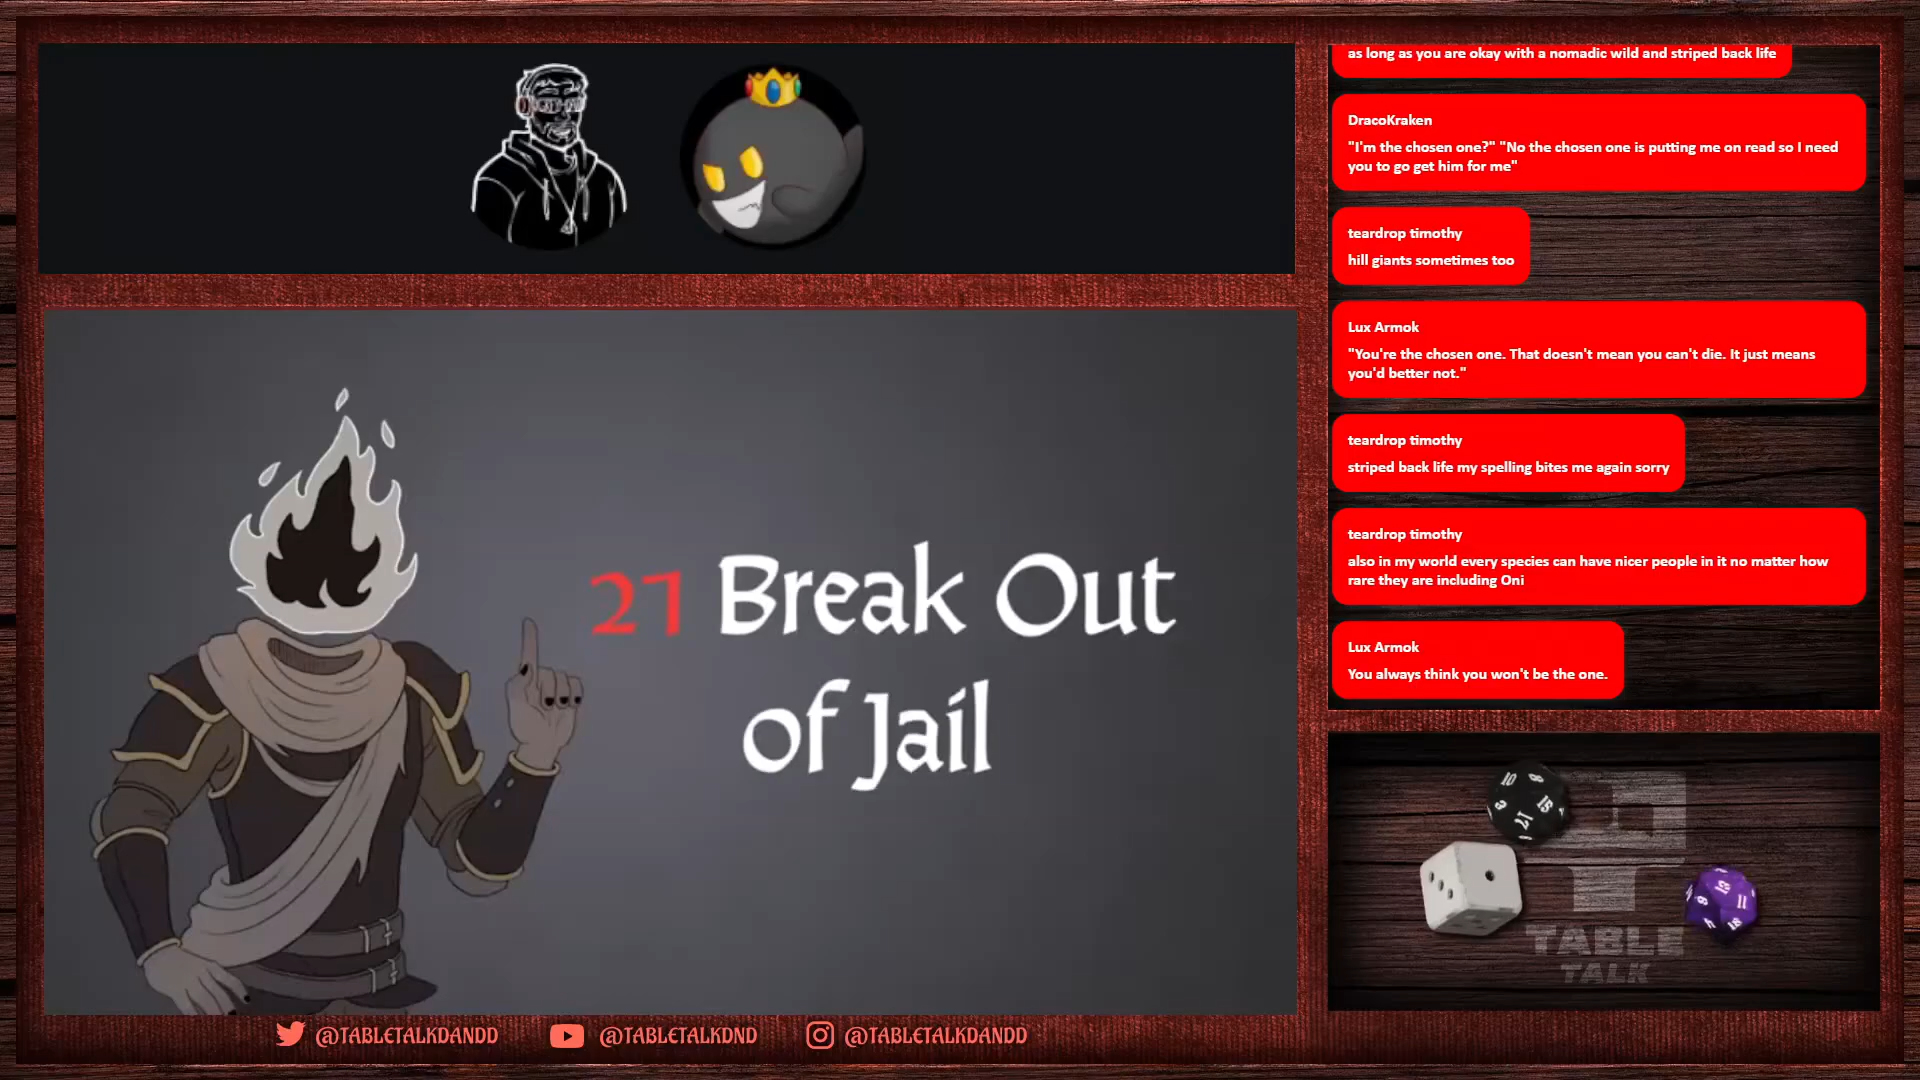 as long as you are okay with a nomadic wild and striped back life
DracoKraken
"I'm the chosen one?" "No the chosen one is putting me on read so I need
you to go get him for me"
teardrop timothy
hill giants sometimes too
Lux Armok
"You're the chosen one. That doesn't mean you can't die. It just means
you'd better not."
teardrop timothy
striped back life my spelling bites me again sorry
teardrop timothy
also in my world every species can have nicer people in it no matter how
rare they are including Oni
Lux Armok
You always think you won't be the one.
21 Break Out
of Jail
TABLE
TALK
@TABLETALKDANDD
@TABLETALKDND
@TABLETALKDANDD